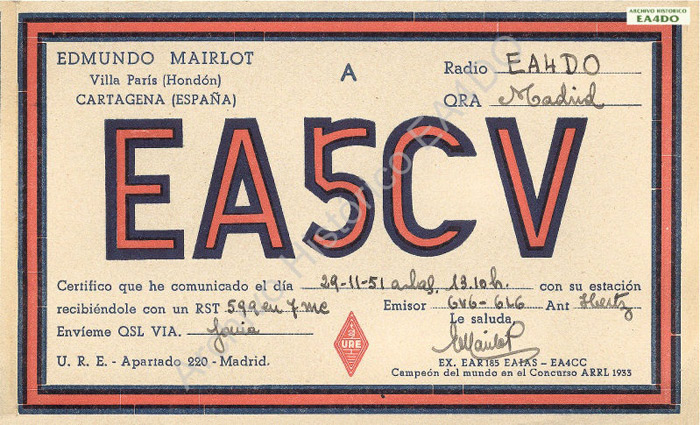 ARCHIVO HISTORICO
EA4DO
EDMUNDO MAIRLOT
Villa París (Hondón)
CARTAGENA (ESPAÑA)
A
Radio EA4DO
QRA Madrid
EA5CV
Certifico que he comunicado el día 29-11-51 a las 13.10 h. con su estación
recibiéndole con un RST 599 en 7 mc Emisor 6V6-6L6 Ant Hertz
Envíeme QSL VIA.
Le saluda,
URE
U. R. E. - Apartado 220 - Madrid.
EX. EAR185 EA1AS - EA4CC
Campeón del mundo en el Concurso ARRL 1933
Archivo Historico EA4DO